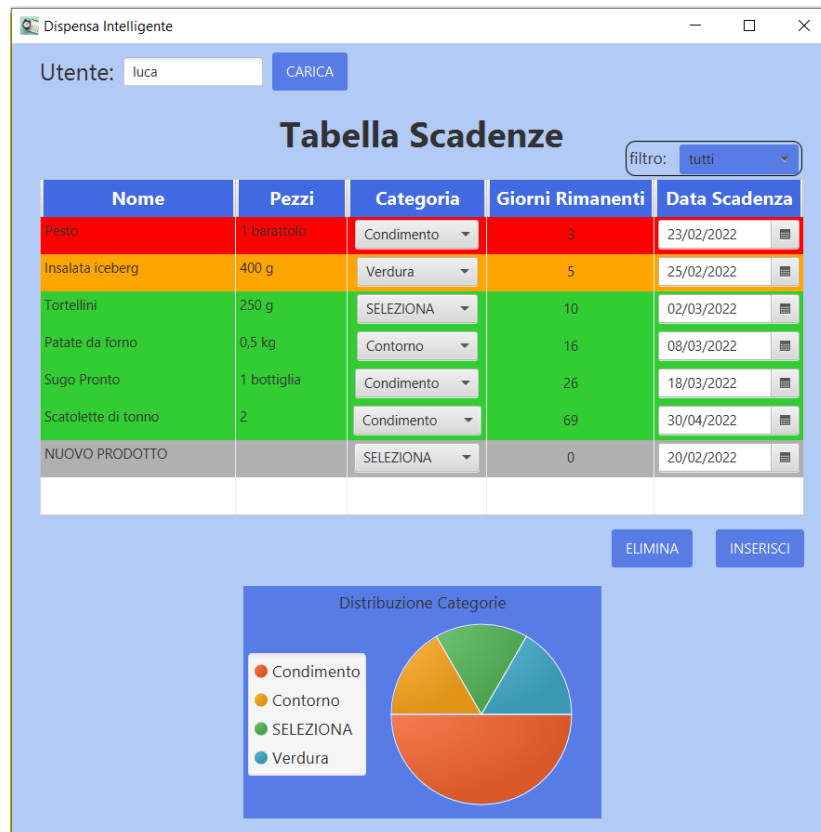 Dispensa Intelligente
Utente: luca CARICA
Tabella Scadenze
filtro: tutti
Nome Pezzi Categoria Giorni Rimanenti Data Scadenza
Pesto 1 barattolo Condimento 3 23/02/2022
Insalata iceberg 400 g Verdura 5 25/02/2022
Tortellini 250 g SELEZIONA 10 02/03/2022
Patate da forno 0,5 kg Contorno 16 08/03/2022
Sugo Pronto 1 bottiglia Condimento 26 18/03/2022
Scatolette di tonno 2 Condimento 69 30/04/2022
NUOVO PRODOTTO SELEZIONA 0 20/02/2022
ELIMINA INSERISCI
Distribuzione Categorie
Condimento
Contorno
SELEZIONA
Verdura